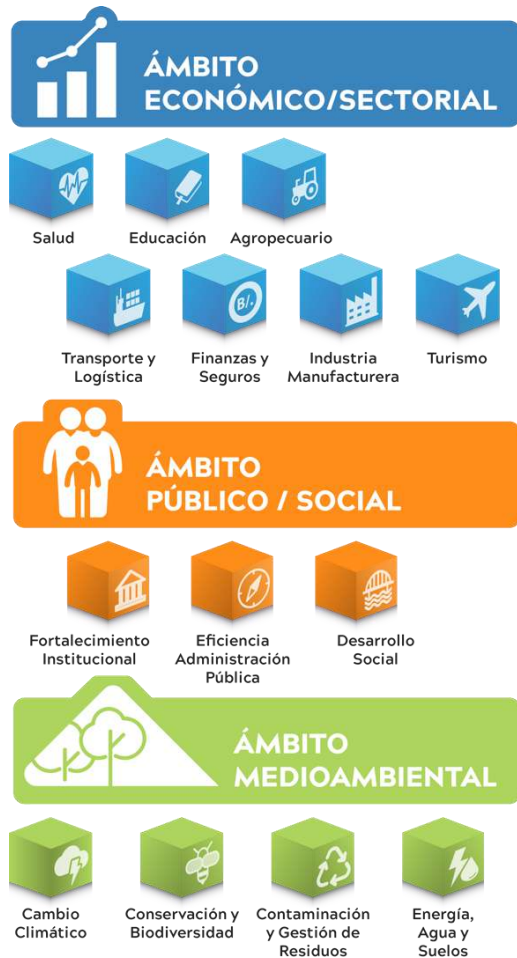 ÁMBITO
ECONÓMICO/SECTORIAL
Salud
Educación
Agropecuario
B/.
Transporte y
Logística
Finanzas y
Seguros
Industria
Manufacturera
Turismo
ÁMBITO
PÚBLICO / SOCIAL
Fortalecimiento
Institucional
Eficiencia
Administración
Pública
Desarrollo
Social
ÁMBITO
MEDIOAMBIENTAL
Cambio
Climático
Conservación y
Biodiversidad
Contaminación
y Gestión de
Residuos
Energía,
Agua y
Suelos